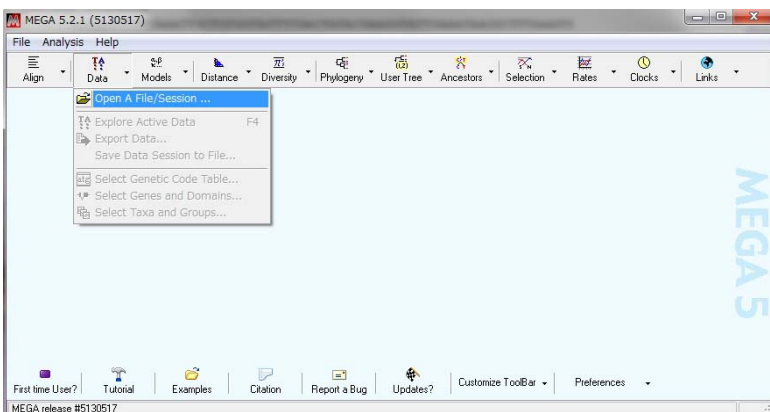 MEGA 5.2.1 (5130517)
File Analysis Help
Align Data Models Distance Diversity Phylogeny User Tree Ancestors Selection Rates Clocks Links
Open A File/Session ...
Explore Active Data F4
Export Data...
Save Data Session to File...
Select Genetic Code Table...
Select Genes and Domains...
Select Taxa and Groups...
MEGA 5
First time User? Tutorial Examples Citation Report a Bug Updates? Customize ToolBar Preferences
MEGA release #5130517